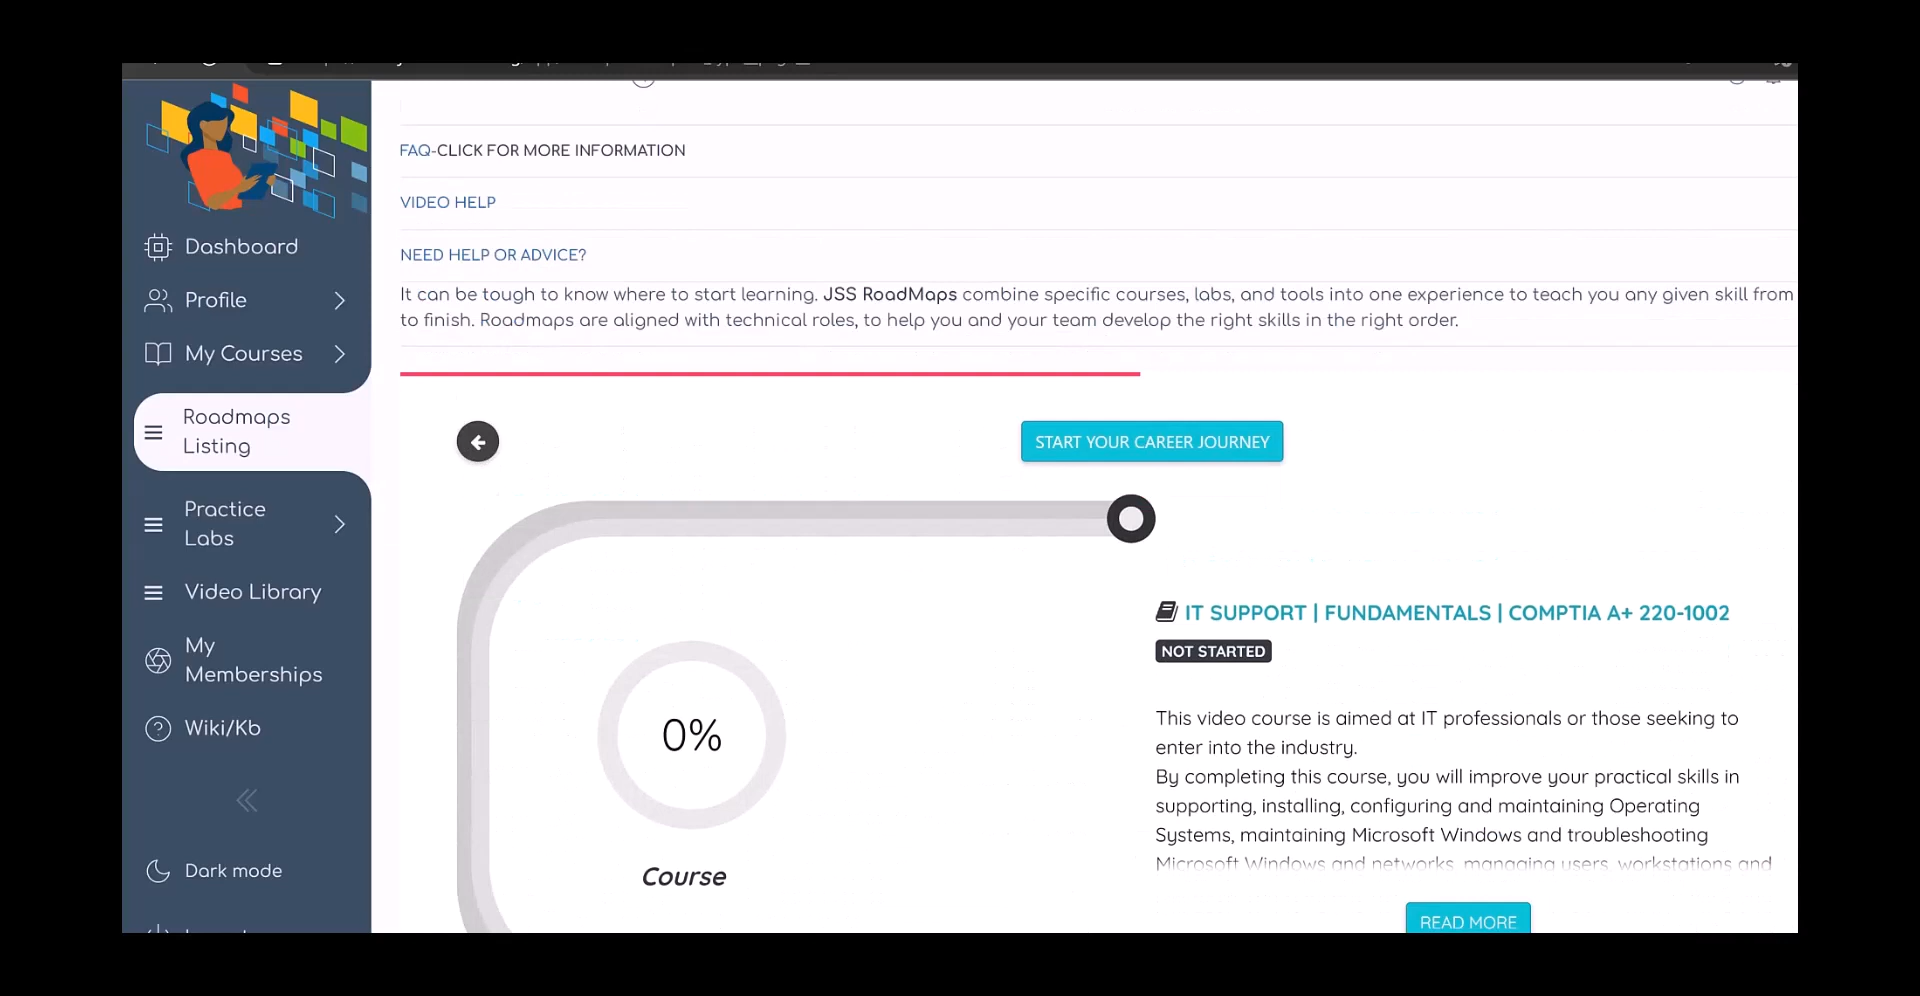 Dashboard
Profile
My Courses
Roadmaps
Listing
Practice
Labs
Video Library
My
Memberships
Wiki/Kb
Dark mode
FAQ-CLICK FOR MORE INFORMATION
VIDEO HELP
NEED HELP OR ADVICE?
It can be tough to know where to start learning. JSS RoadMaps combine specific courses, labs, and tools into one experience to teach you any given skill from
to finish. Roadmaps are aligned with technical roles, to help you and your team develop the right skills in the right order.
START YOUR CAREER JOURNEY
0%
Course
IT SUPPORT | FUNDAMENTALS | COMPTIA A+ 220-1002
NOT STARTED
This video course is aimed at IT professionals or those seeking to
enter into the industry.
By completing this course, you will improve your practical skills in
supporting, installing, configuring and maintaining Operating
Systems, maintaining Microsoft Windows and troubleshooting
Microsoft Windows and networks, managing users, workstations and
READ MORE